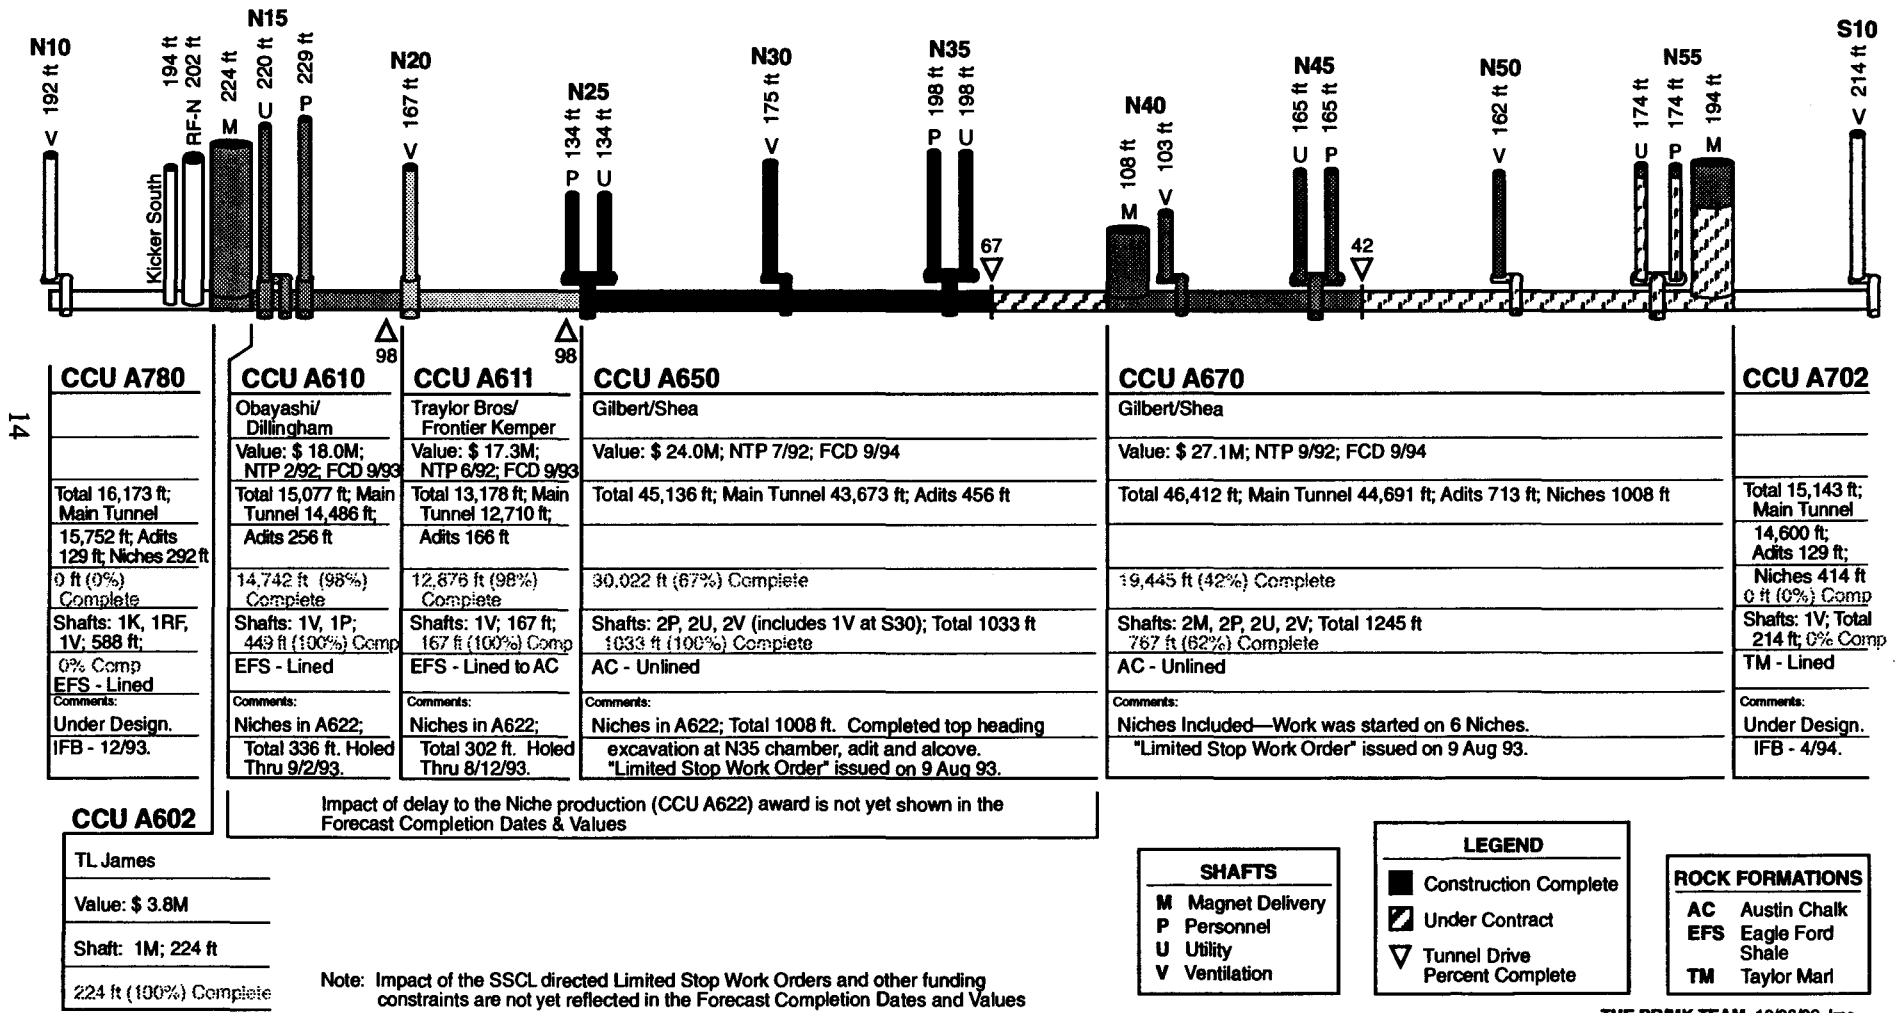 N10
192 ft
V
Kicker South
194 ft
RF-N 202 ft
M 224 ft
N15
U 220 ft
P 229 ft
N20
V 167 ft
N25
P 134 ft
U 134 ft
N30
V 175 ft
N35
P 198 ft
U 198 ft
67
N40
M 108 ft
V 103 ft
N45
U 165 ft
P 165 ft
42
N50
V 162 ft
N55
U 174 ft
P 174 ft
M 194 ft
S10
V 214 ft
98
98
14
CCU A780
Total 16,173 ft;
Main Tunnel
15,752 ft; Adits
129 ft; Niches 292 ft
0 ft (0%)
Complete
Shafts: 1K, 1RF,
1V; 588 ft;
0% Comp
EFS - Lined
Comments:
Under Design.
IFB - 12/93.
CCU A610
Obayashi/
Dillingham
Value: $ 18.0M;
NTP 2/92; FCD 9/93
Total 15,077 ft; Main
Tunnel 14,486 ft;
Adits 256 ft
14,742 ft (98%)
Complete
Shafts: 1V, 1P;
449 ft (100%) Comp
EFS - Lined
Comments:
Niches in A622;
Total 336 ft. Holed
Thru 9/2/93.
CCU A611
Traylor Bros/
Frontier Kemper
Value: $ 17.3M;
NTP 6/92; FCD 9/93
Total 13,178 ft; Main
Tunnel 12,710 ft;
Adits 166 ft
12,876 ft (98%)
Complete
Shafts: 1V; 167 ft;
167 ft (100%) Comp
EFS - Lined to AC
Comments:
Niches in A622;
Total 302 ft. Holed
Thru 8/12/93.
CCU A650
Gilbert/Shea
Value: $ 24.0M; NTP 7/92; FCD 9/94
Total 45,136 ft; Main Tunnel 43,673 ft; Adits 456 ft
30,022 ft (67%) Complete
Shafts: 2P, 2U, 2V (includes 1V at S30); Total 1033 ft
1033 ft (100%) Complete
AC - Unlined
Comments:
Niches in A622; Total 1008 ft. Completed top heading
excavation at N35 chamber, adit and alcove.
"Limited Stop Work Order" issued on 9 Aug 93.
CCU A670
Gilbert/Shea
Value: $ 27.1M; NTP 9/92; FCD 9/94
Total 46,412 ft; Main Tunnel 44,691 ft; Adits 713 ft; Niches 1008 ft
19,445 ft (42%) Complete
Shafts: 2M, 2P, 2U, 2V; Total 1245 ft
767 ft (62%) Complete
AC - Unlined
Comments:
Niches Included—Work was started on 6 Niches.
"Limited Stop Work Order" issued on 9 Aug 93.
CCU A702
Total 15,143 ft;
Main Tunnel
14,600 ft;
Adits 129 ft;
Niches 414 ft
0 ft (0%) Comp
Shafts: 1V; Total
214 ft; 0% Comp
TM - Lined
Comments:
Under Design.
IFB - 4/94.
Impact of delay to the Niche production (CCU A622) award is not yet shown in the
Forecast Completion Dates & Values
CCU A602
TL James
Value: $ 3.8M
Shaft: 1M; 224 ft
224 ft (100%) Complete
Note: Impact of the SSCL directed Limited Stop Work Orders and other funding
constraints are not yet reflected in the Forecast Completion Dates and Values
SHAFTS
M Magnet Delivery
P Personnel
U Utility
V Ventilation
LEGEND
Construction Complete
Under Contract
Tunnel Drive
Percent Complete
ROCK FORMATIONS
AC Austin Chalk
EFS Eagle Ford
Shale
TM Taylor Marl